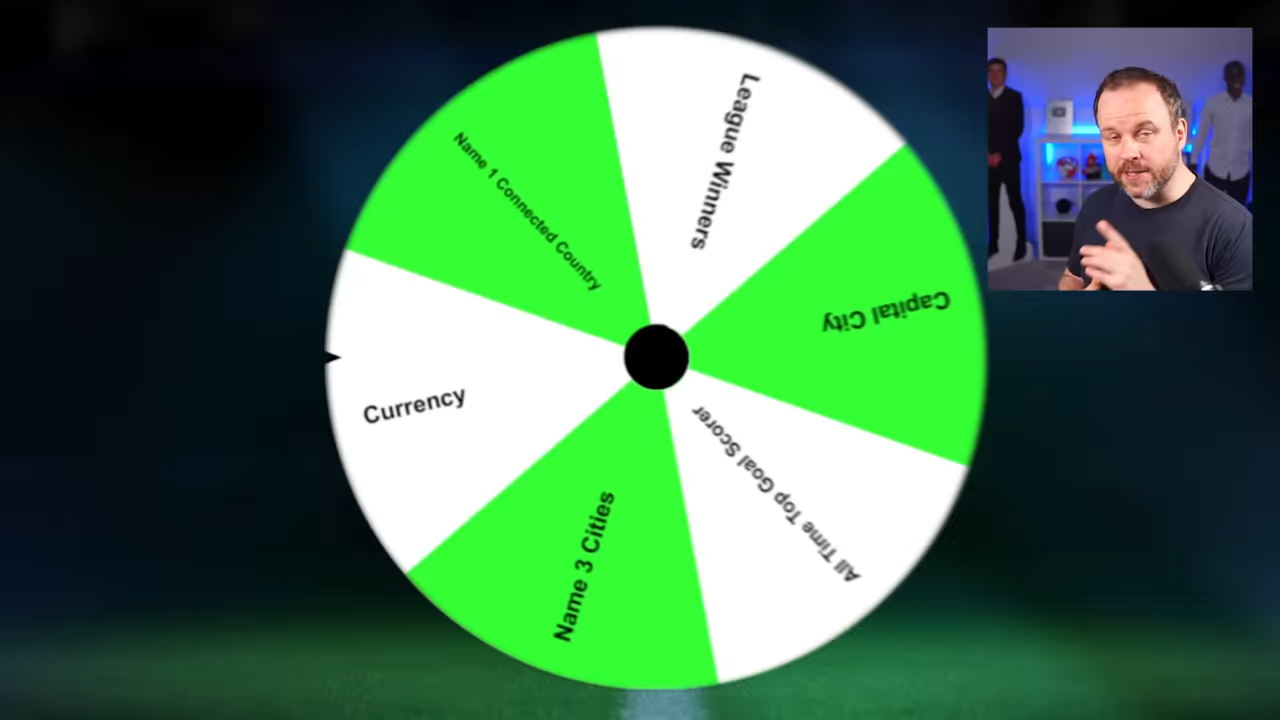 League Winners
Name 1 Connected Country
Capital City
Currency
All Time Top Goal Scorer
Name 3 Cities